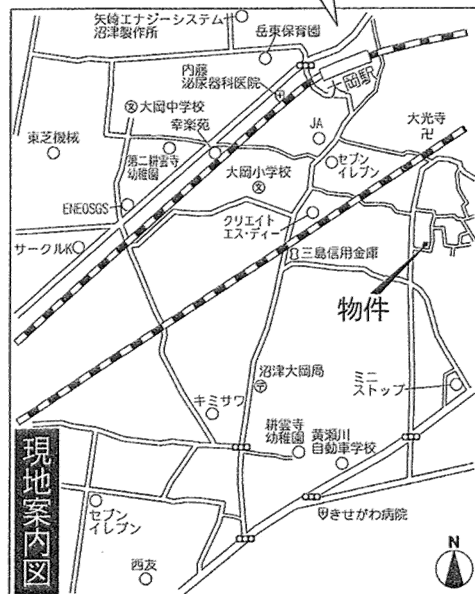 矢崎エナジーシステム
沼津製作所
岳東保育園
内藤
泌尿器科医院
大岡駅
大岡中学校
幸楽苑
JA
大光寺
東芝機械
第二耕雲寺
幼稚園
大岡小学校
セブン
イレブン
ENEOSGS
クリエイト
エス・ディー
サークルK
三島信用金庫
物件
沼津大岡局
ミニ
ストップ
キミサワ
耕雲寺
幼稚園
黄瀬川
自動車学校
現地案内図
セブン
イレブン
きせがわ病院
西友
N